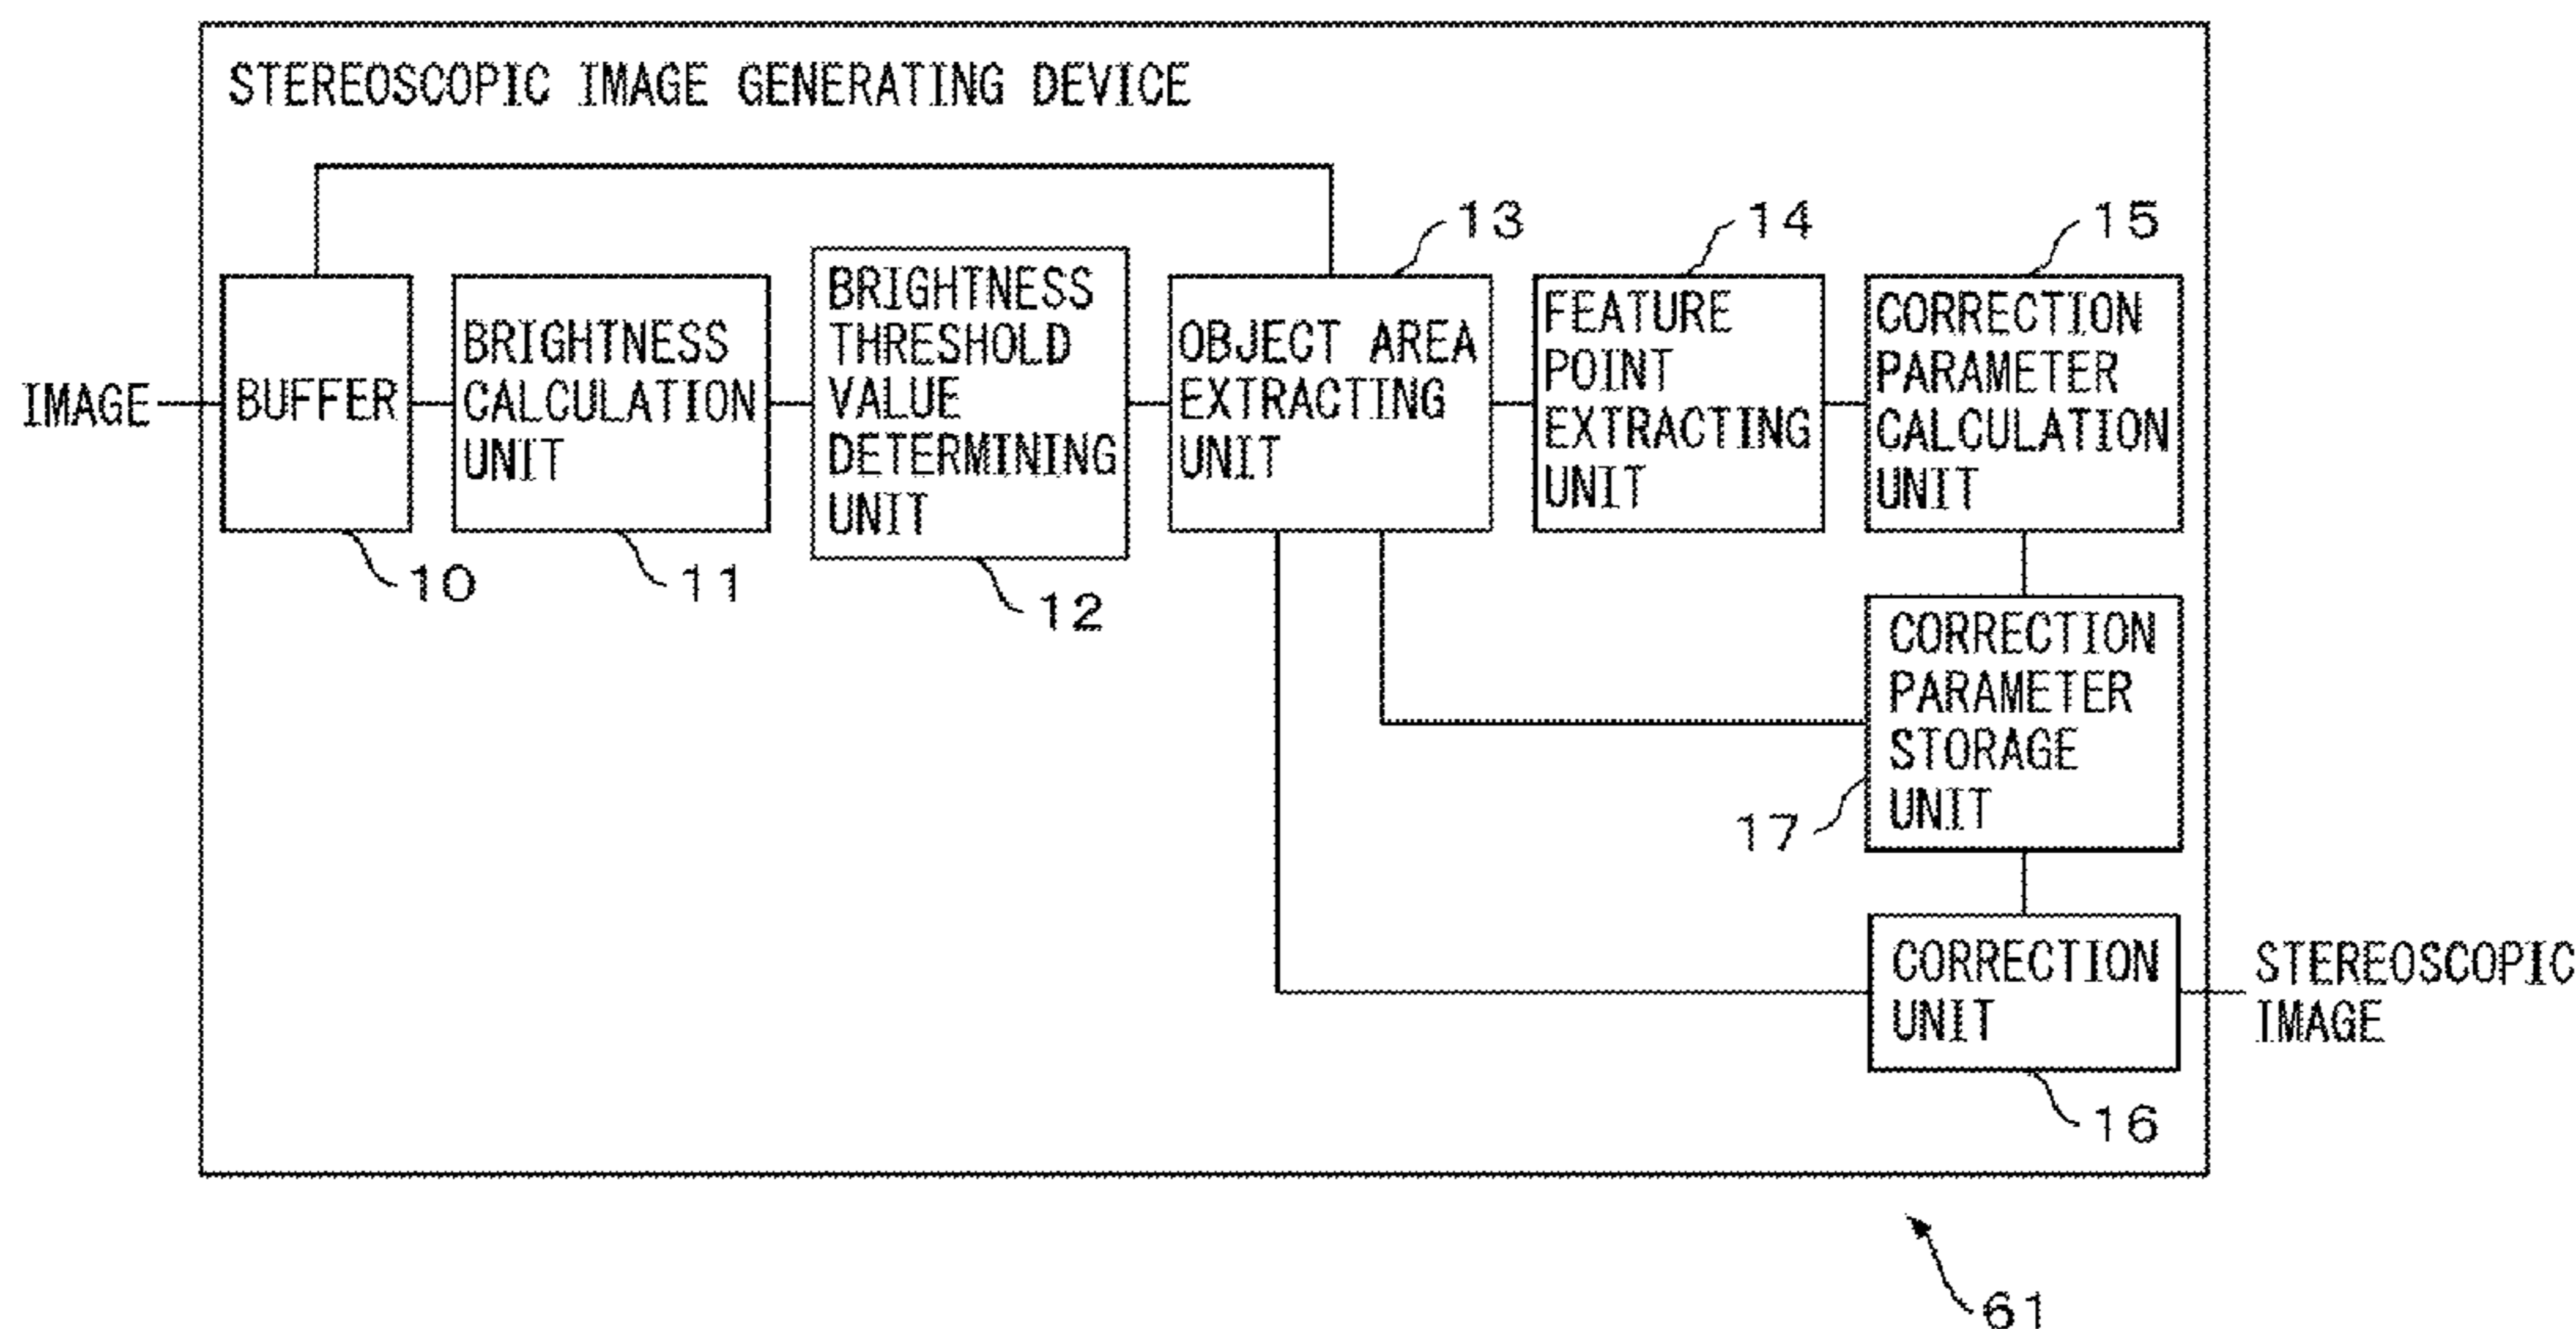 STEREOSCOPIC IMAGE GENERATING DEVICE
IMAGE
BUFFER
10
BRIGHTNESS
CALCULATION
UNIT
11
BRIGHTNESS
THRESHOLD
VALUE
DETERMINING
UNIT
12
13
OBJECT AREA
EXTRACTING
UNIT
14
FEATURE
POINT
EXTRACTING
UNIT
15
CORRECTION
PARAMETER
CALCULATION
UNIT
CORRECTION
PARAMETER
STORAGE
UNIT
17
CORRECTION
UNIT
16
STEREOSCOPIC
IMAGE
61